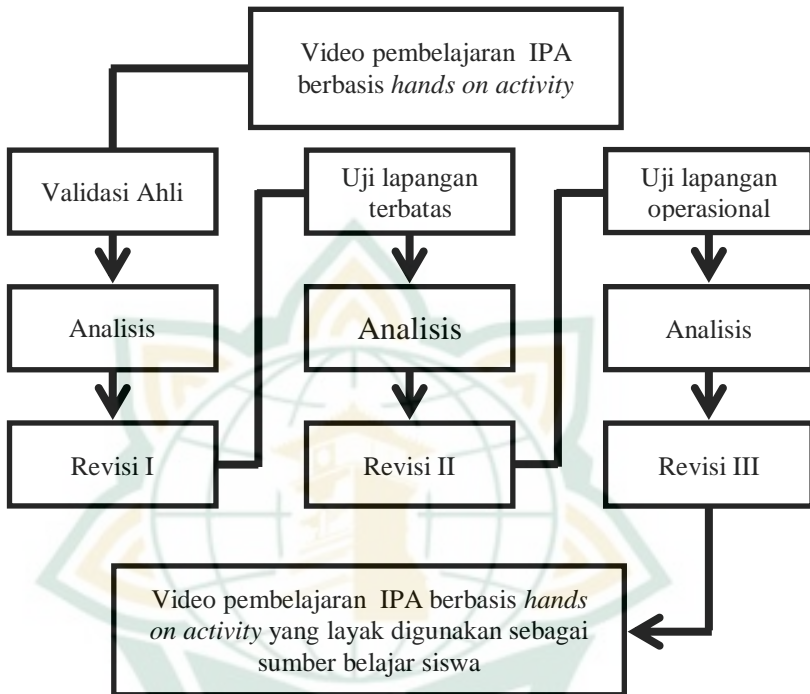 Video pembelajaran IPA
berbasis hands on activity
Validasi Ahli
Analisis
Revisi I
Uji lapangan
terbatas
Analisis
Revisi II
Uji lapangan
operasional
Analisis
Revisi III
Video pembelajaran IPA berbasis hands
on activity yang layak digunakan sebagai
sumber belajar siswa